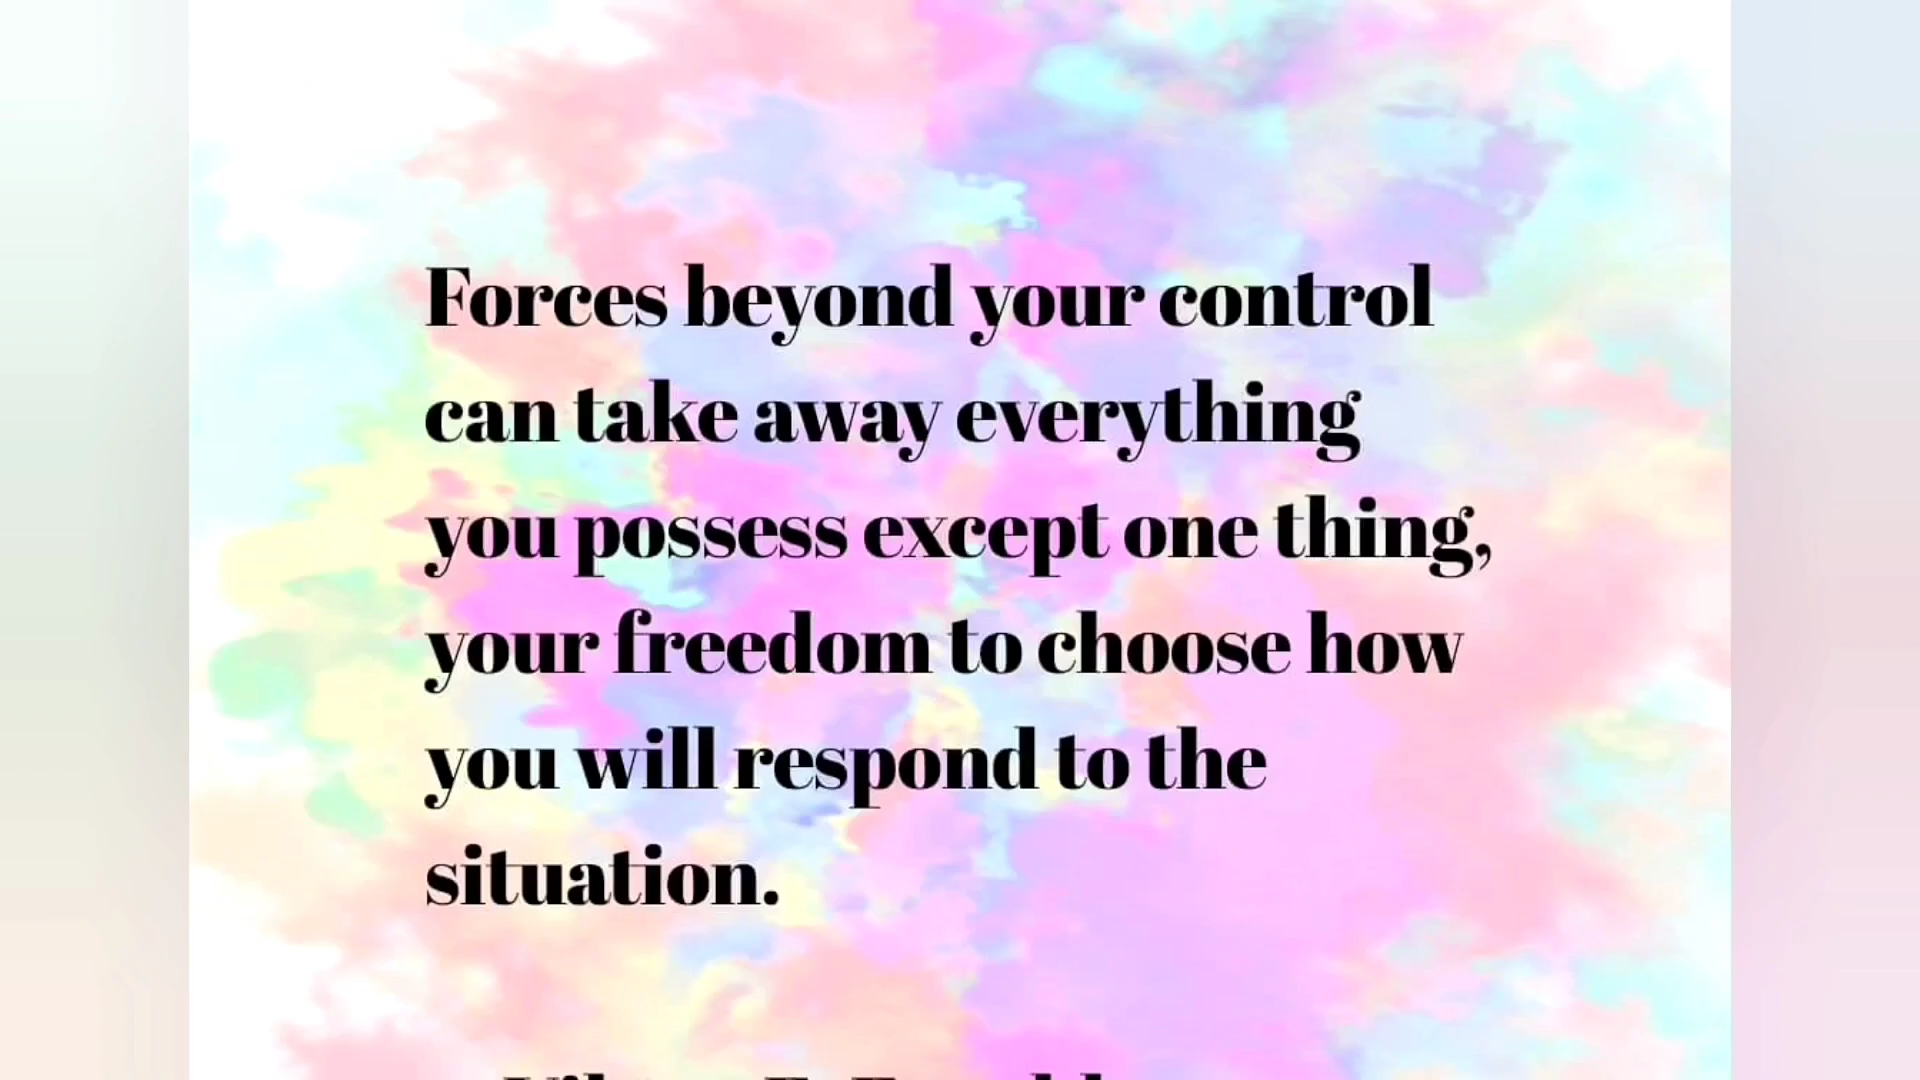 Forces beyond your control
can take away everything
you possess except one thing,
your freedom to choose how
you will respond to the
situation.